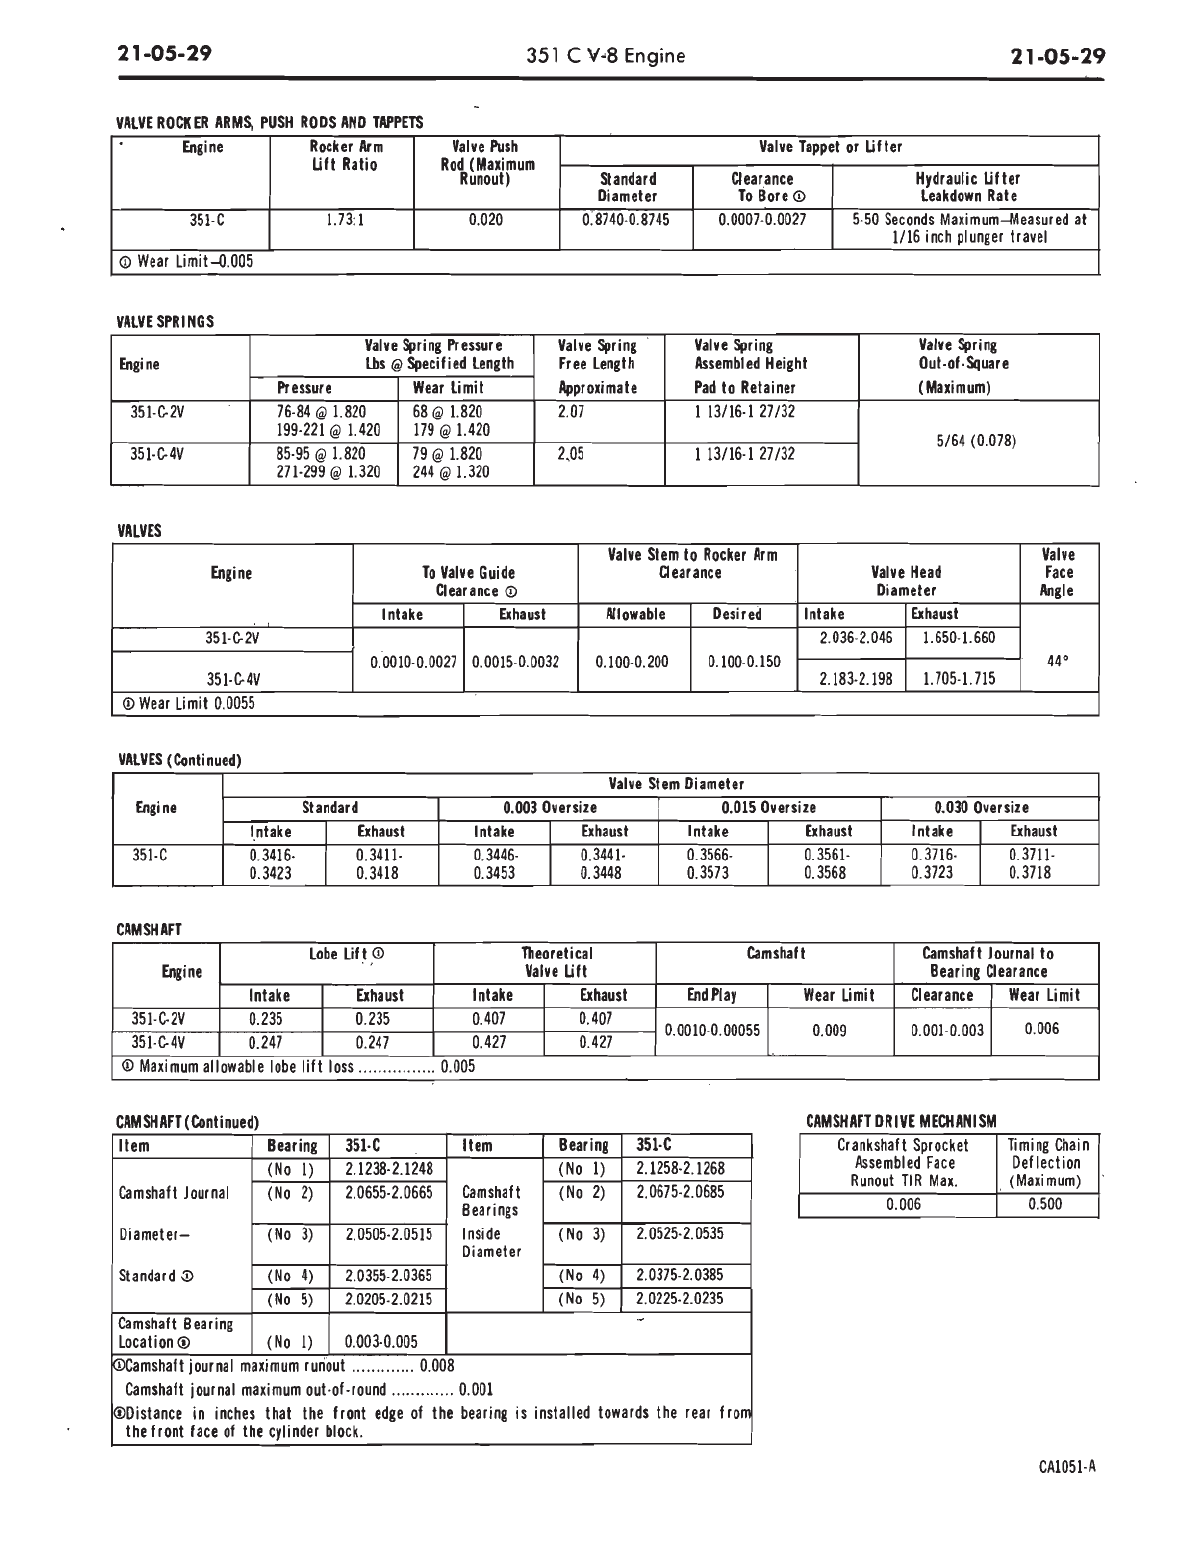 21-05-29 351 C V-8 Engine 21-05-29
VALVE ROCKER ARMS, PUSH RODS AND TAPPETS
Engine Rocker Arm Valve Push Valve Tappet or Lifter
Lift Ratio Rod (Maximum
Runout) Standard Clearance Hydraulic Lifter
Diameter To Bore ① Leakdown Rate
351-C 1.73:1 0.020 0.8740-0.8745 0.0007-0.0027 5-50 Seconds Maximum—Measured at
1/16 inch plunger travel
① Wear Limit—0.005
VALVE SPRINGS
Valve Spring Pressure Valve Spring Valve Spring Valve Spring
Engine Lbs @ Specified Length Free Length Assembled Height Out-of-Square
Pressure Wear Limit Approximate Pad to Retainer (Maximum)
351-C-2V 76-84 @ 1.820 68 @ 1.820 2.07 1 13/16-1 27/32
199-221 @ 1.420 179 @ 1.420
5/64 (0.078)
351-C-4V 85-95 @ 1.820 79 @ 1.820 2.05 1 13/16-1 27/32
271-299 @ 1.320 244 @ 1.320
VALVES
Valve Stem to Rocker Arm Valve
Engine To Valve Guide Clearance Valve Head Face
Clearance ① Diameter Angle
Intake Exhaust Allowable Desired Intake Exhaust
351-C-2V 2.036-2.046 1.650-1.660
0.0010-0.0027 0.0015-0.0032 0.100-0.200 0.100-0.150 44°
351-C-4V 2.183-2.198 1.705-1.715
① Wear Limit 0.0055
VALVES (Continued)
Valve Stem Diameter
Engine Standard 0.003 Oversize 0.015 Oversize 0.030 Oversize
Intake Exhaust Intake Exhaust Intake Exhaust Intake Exhaust
351-C 0.3416- 0.3411- 0.3446- 0.3441- 0.3566- 0.3561- 0.3716- 0.3711-
0.3423 0.3418 0.3453 0.3448 0.3573 0.3568 0.3723 0.3718
CAMSHAFT
Lobe Lift ① Theoretical Camshaft Camshaft Journal to
Engine Valve Lift Bearing Clearance
Intake Exhaust Intake Exhaust End Play Wear Limit Clearance Wear Limit
351-C-2V 0.235 0.235 0.407 0.407
0.0010-0.00055 0.009 0.001-0.003 0.006
351-C-4V 0.247 0.247 0.427 0.427
① Maximum allowable lobe lift loss ................ 0.005
CAMSHAFT (Continued) CAMSHAFT DRIVE MECHANISM
Item Bearing 351-C Item Bearing 351-C Crankshaft Sprocket Timing Chain
(No 1) 2.1238-2.1248 (No 1) 2.1258-2.1268 Assembled Face Deflection
Runout TIR Max. (Maximum)
Camshaft Journal (No 2) 2.0655-2.0665 Camshaft (No 2) 2.0675-2.0685 0.006 0.500
Bearings
Diameter— (No 3) 2.0505-2.0515 Inside (No 3) 2.0525-2.0535
Diameter
Standard ① (No 4) 2.0355-2.0365 (No 4) 2.0375-2.0385
(No 5) 2.0205-2.0215 (No 5) 2.0225-2.0235
Camshaft Bearing
Location ② (No 1) 0.003-0.005
①Camshaft journal maximum runout ............. 0.008
Camshaft journal maximum out-of-round ............. 0.001
②Distance in inches that the front edge of the bearing is installed towards the rear from
the front face of the cylinder block.
CA1051-A